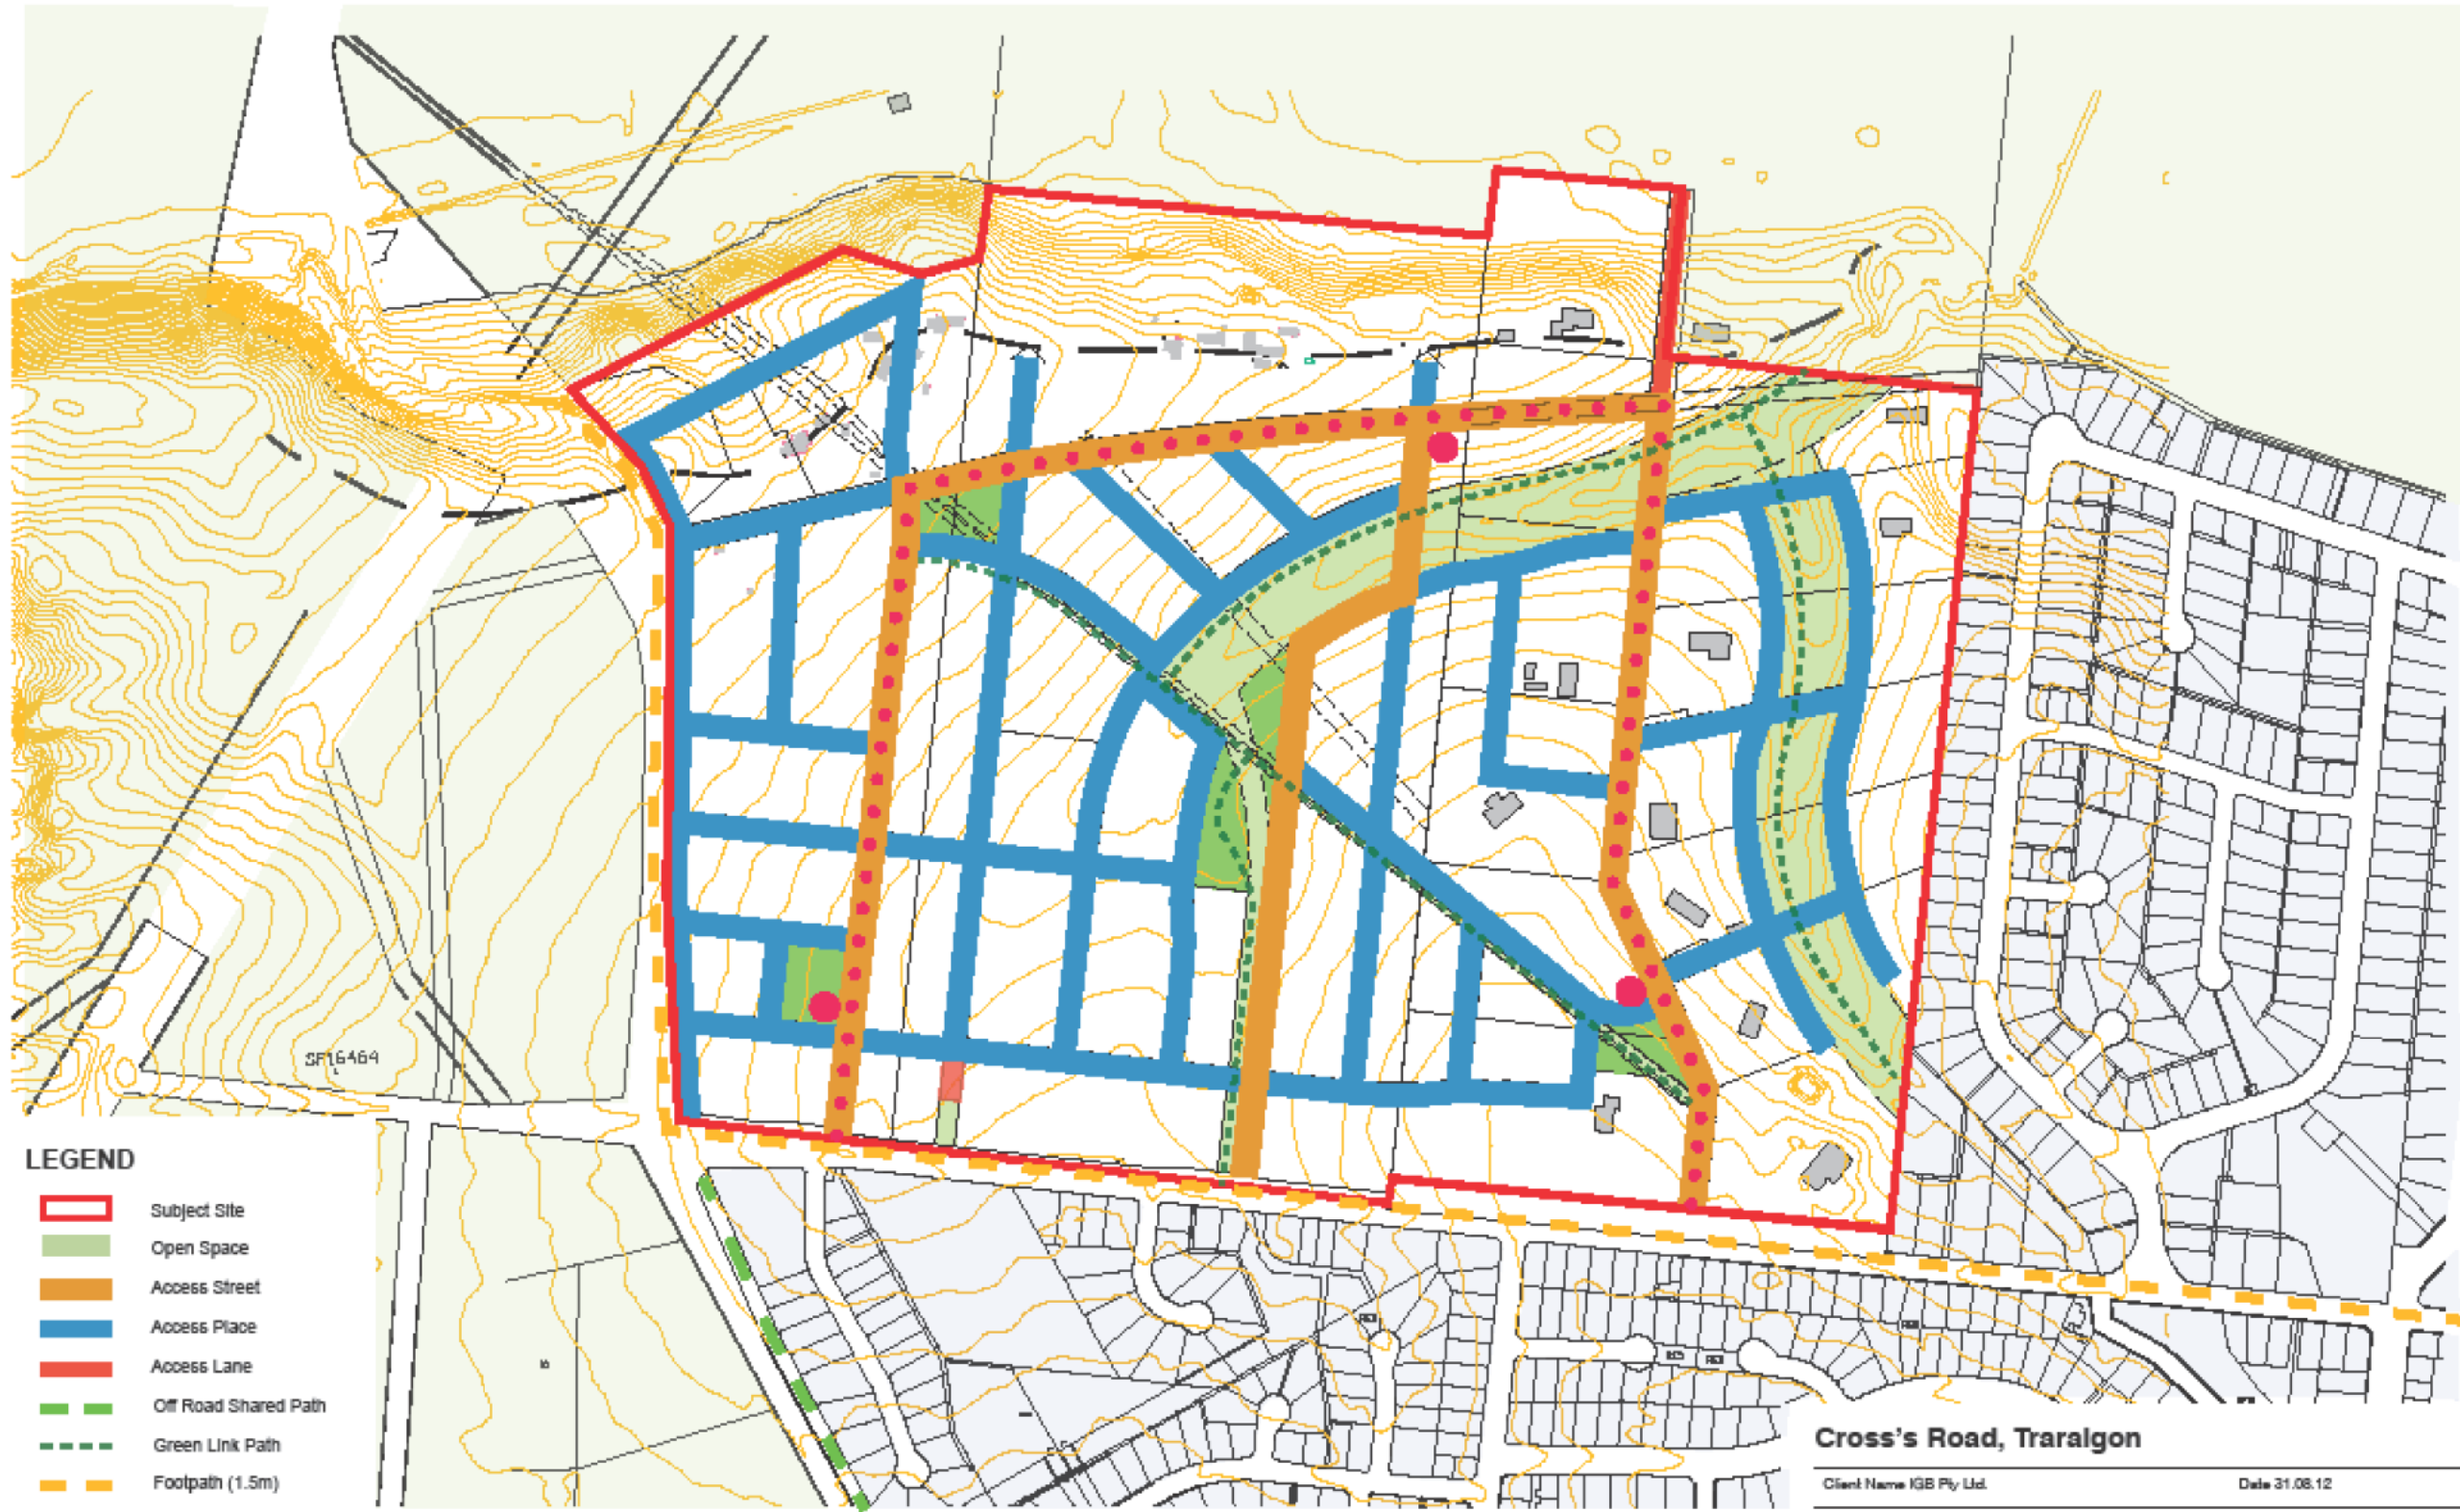 SF16464
LEGEND
Subject Site
Open Space
Access Street
Access Place
Access Lane
Off Road Shared Path
Green Link Path
Footpath (1.5m)
Cross's Road, Traralgon
Client Name IGB Pty Ltd. Date 31.08.12